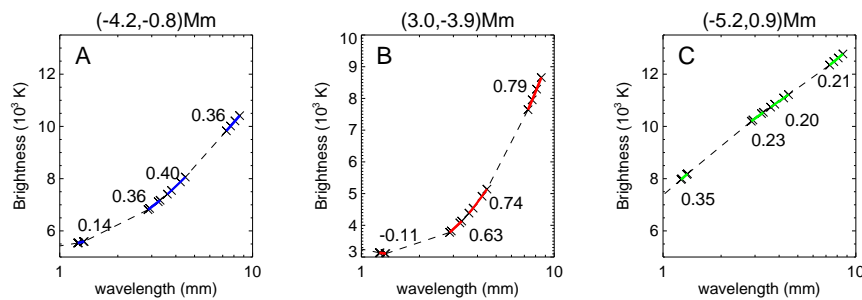 (-4.2,-0.8)Mm
A
Brightness (10³ K)
12
10
8
6
0.36
0.40
0.36
0.14
1
10
wavelength (mm)
(3.0,-3.9)Mm
B
Brightness (10³ K)
10
9
8
7
6
5
4
3
0.79
0.74
0.63
-0.11
1
10
wavelength (mm)
(-5.2,0.9)Mm
C
Brightness (10³ K)
12
10
8
6
0.21
0.20
0.23
0.35
1
10
wavelength (mm)